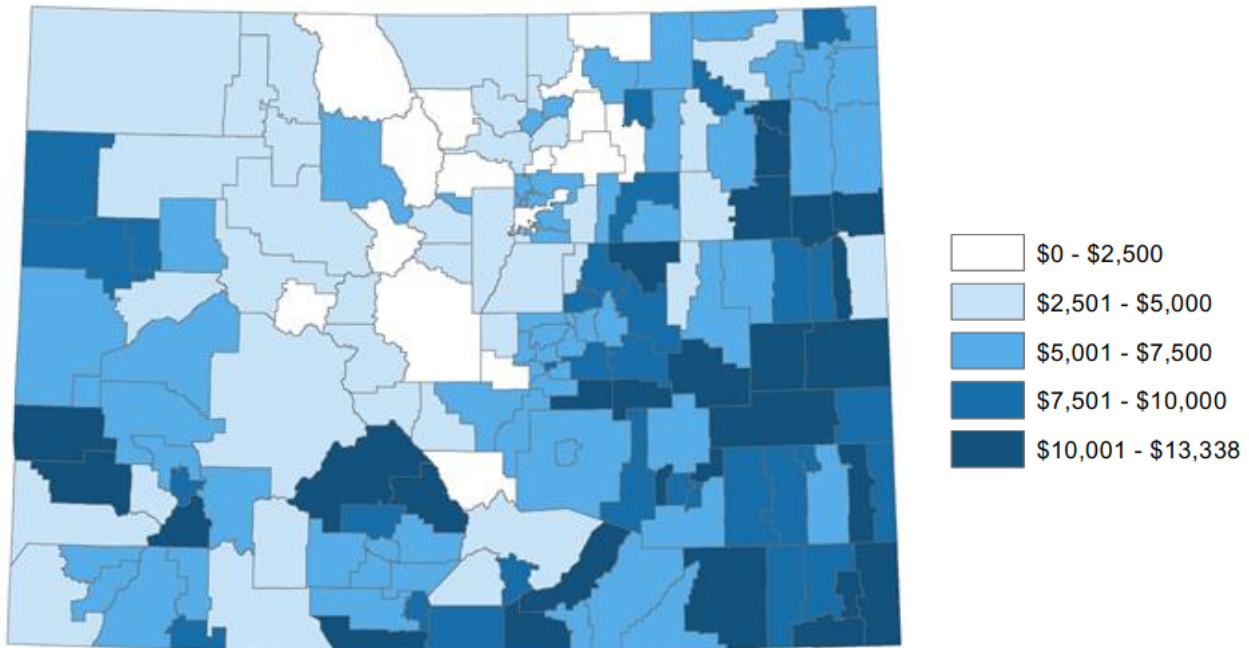 $0 - $2,500
$2,501 - $5,000
$5,001 - $7,500
$7,501 - $10,000
$10,001 - $13,338